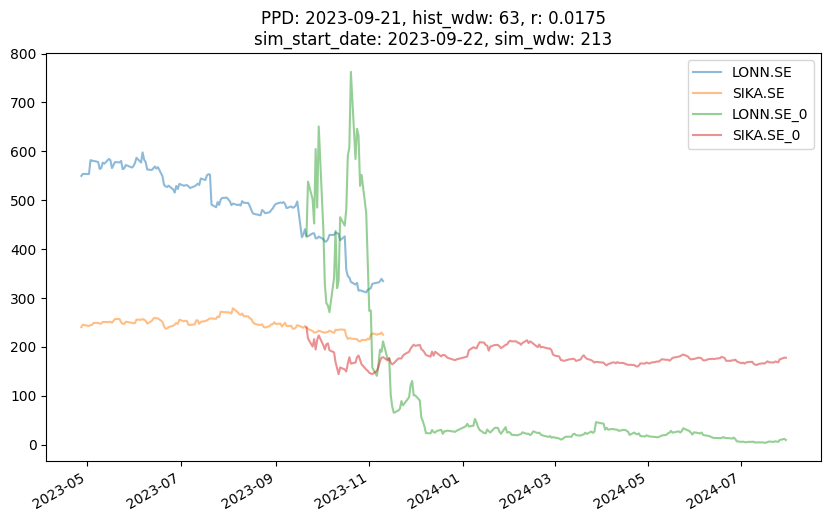 PPD: 2023-09-21, hist_wdw: 63, r: 0.0175
sim_start_date: 2023-09-22, sim_wdw: 213
LONN.SE
SIKA.SE
LONN.SE_0
SIKA.SE_0
800
700
600
500
400
300
200
100
0
2023-05
2023-07
2023-09
2023-11
2024-01
2024-03
2024-05
2024-07